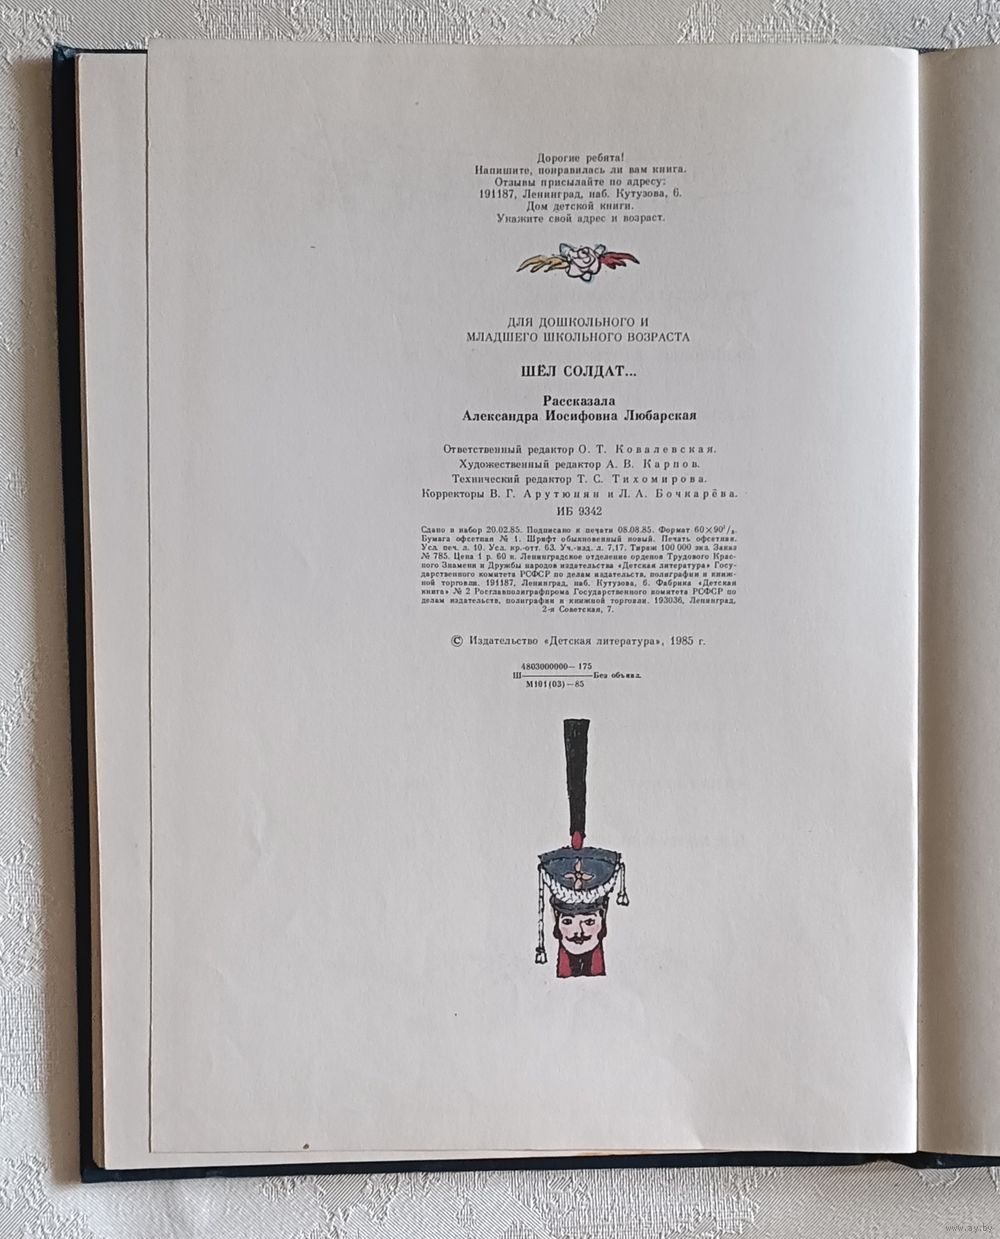 Дорогие ребята!
Напишите, понравилась ли вам книга.
Отзывы присылайте по адресу:
191187, Ленинград, наб. Кутузова, 6.
Дом детской книги.
Укажите свой адрес и возраст.
ДЛЯ ДОШКОЛЬНОГО И
МЛАДШЕГО ШКОЛЬНОГО ВОЗРАСТА
ШЁЛ СОЛДАТ...
Рассказала
Александра Иосифовна Любарская
Ответственный редактор О. Т. Ковалевская.
Художественный редактор А. В. Карпов.
Технический редактор Т. С. Тихомирова.
Корректоры В. Г. Арутюнян и Л. А. Бочкарёва.
ИБ 9342
Сдано в набор 20.02.85. Подписано к печати 08.08.85. Формат 60×90¹/₈.
Бумага офсетная № 1. Шрифт обыкновенный новый. Печать офсетная.
Усл. печ. л. 10. Усл. кр.-отт. 63. Уч.-изд. л. 7,17. Тираж 100 000 экз. Заказ
№ 785. Цена 1 р. 60 к. Ленинградское отделение орденов Трудового Крас-
ного Знамени и Дружбы народов издательства «Детская литература» Госу-
дарственного комитета РСФСР по делам издательств, полиграфии и книж-
ной торговли. 191187, Ленинград, наб. Кутузова, 6. Фабрика «Детская
книга» № 2 Росглавполиграфпрома Государственного комитета РСФСР по
делам издательств, полиграфии и книжной торговли. 193036, Ленинград,
2-я Советская, 7.
© Издательство «Детская литература», 1985 г.
4803000000—175
Ш————Без объявл.
М101(03)—85
www.ay.by